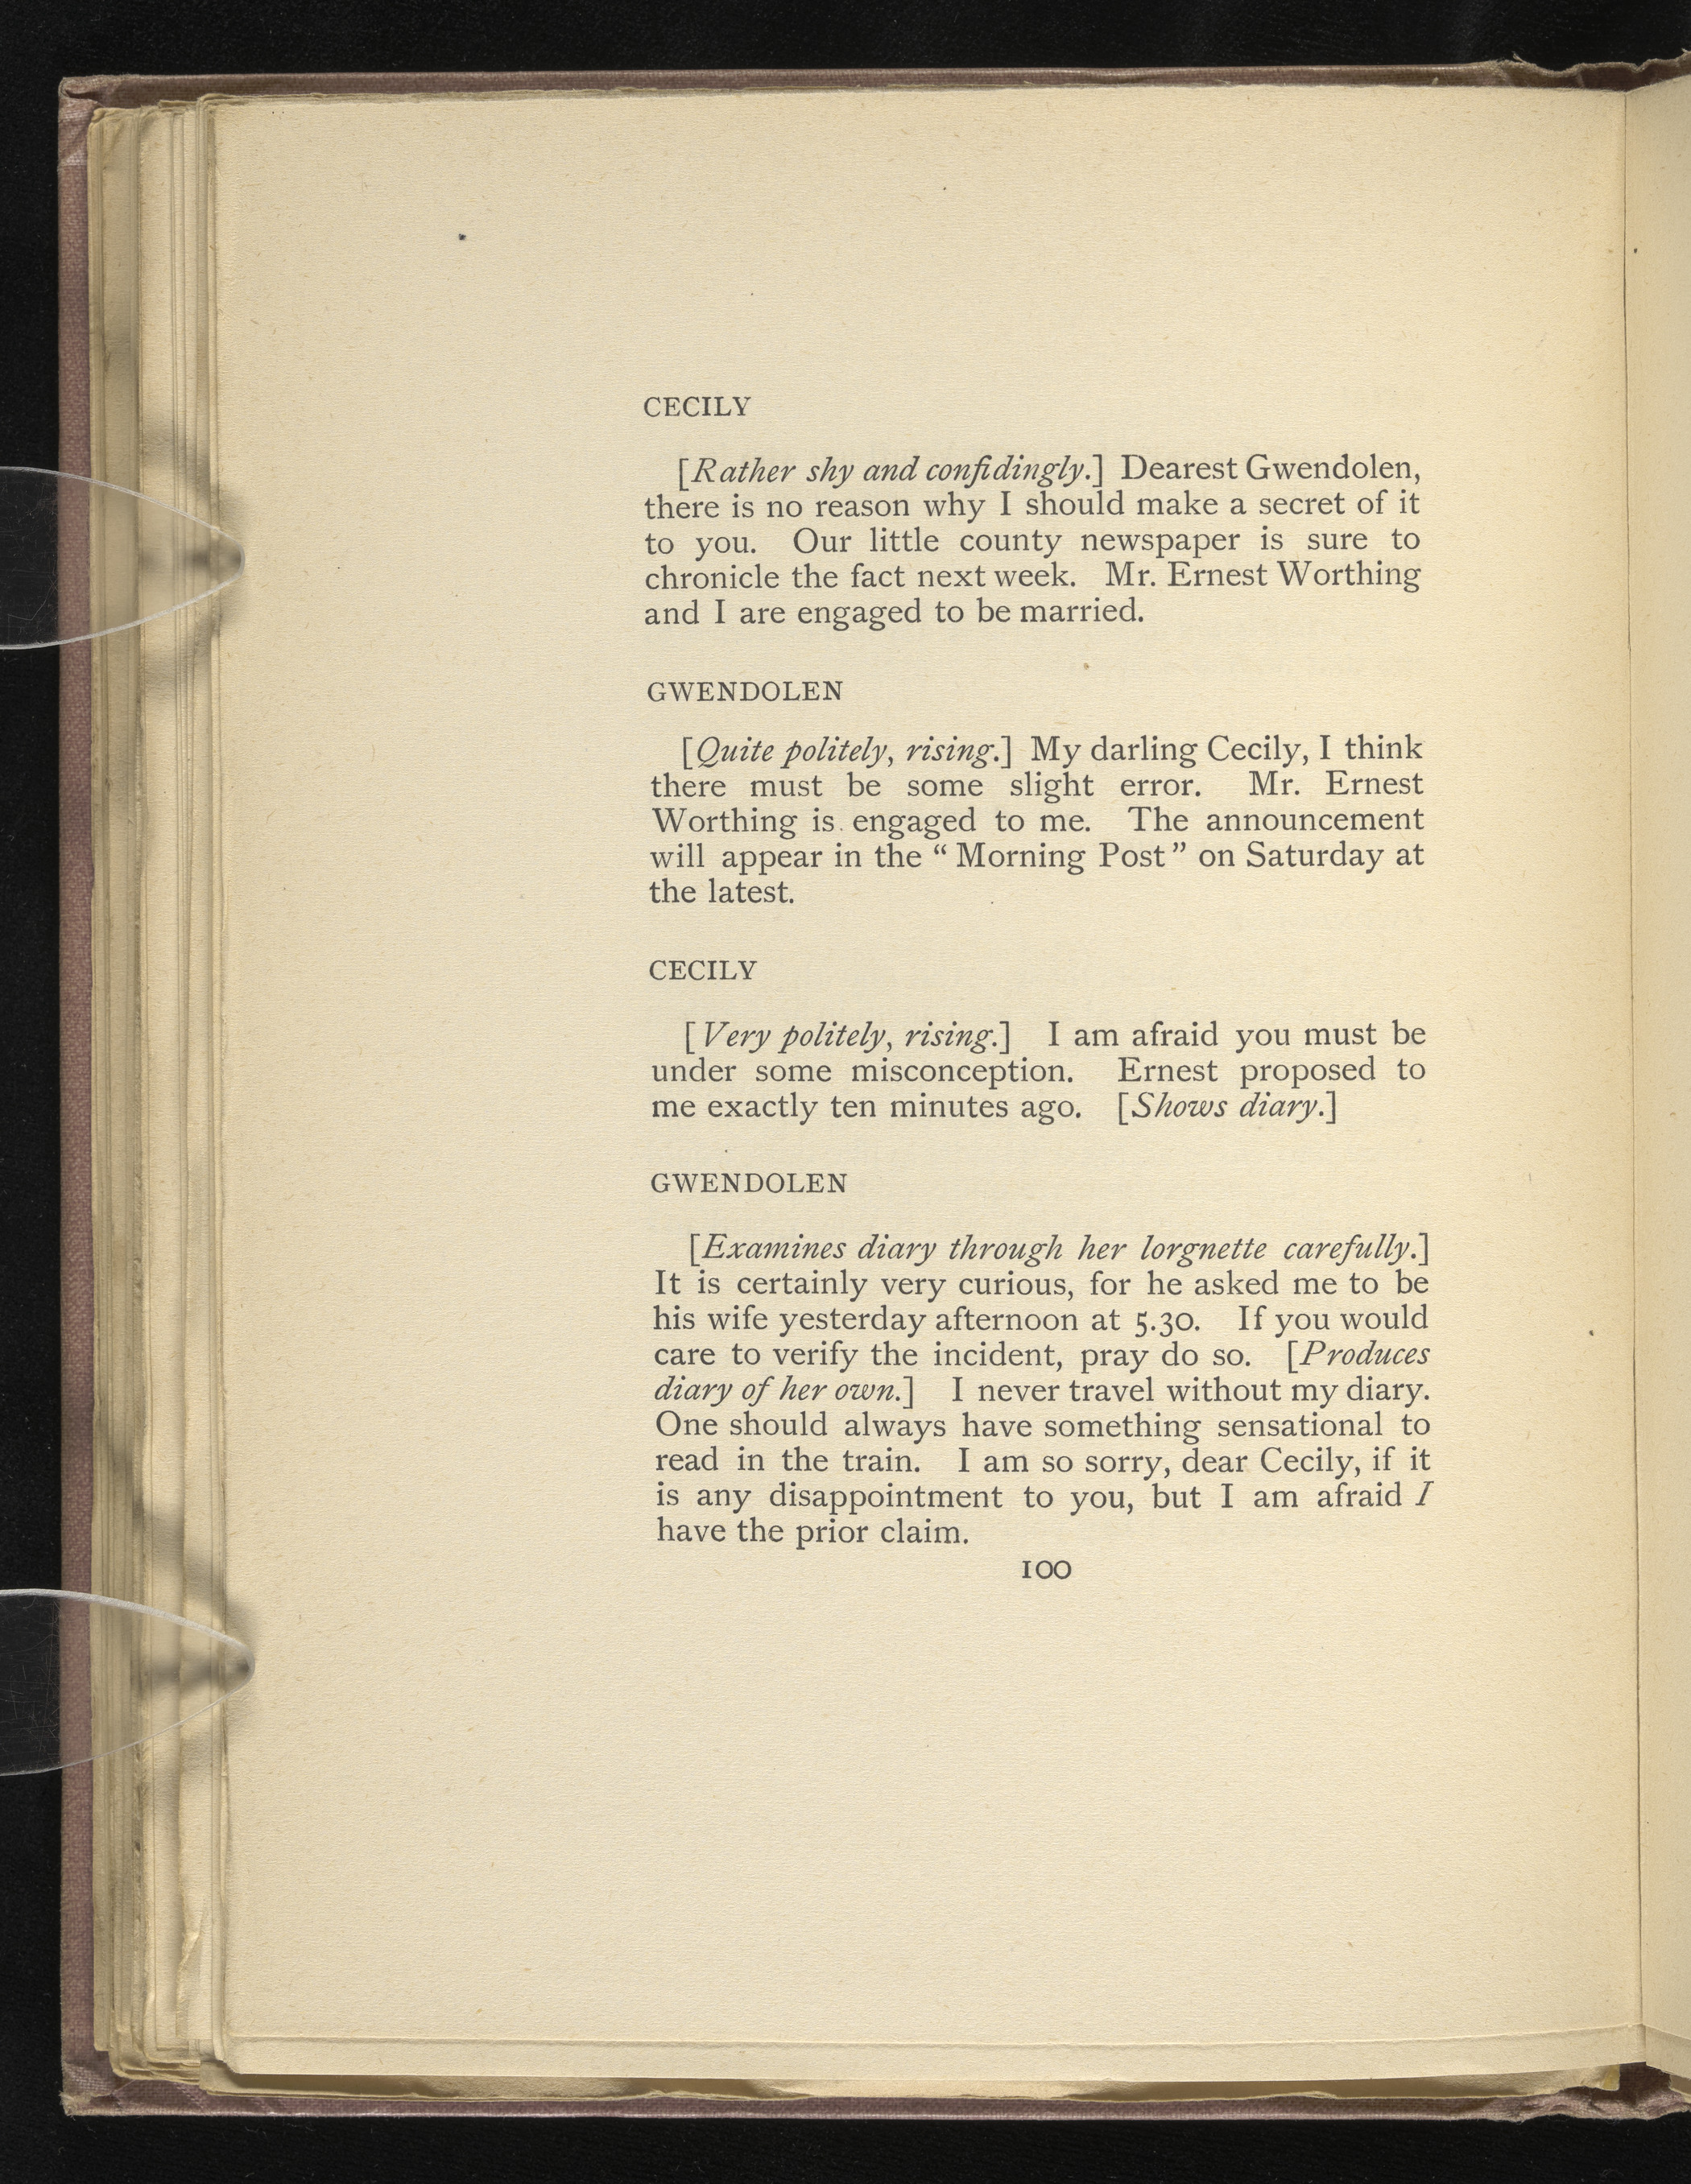 CECILY
[Rather shy and confidingly.] Dearest Gwendolen,
there is no reason why I should make a secret of it
to you. Our little county newspaper is sure to
chronicle the fact next week. Mr. Ernest Worthing
and I are engaged to be married.
GWENDOLEN
[Quite politely, rising.] My darling Cecily, I think
there must be some slight error. Mr. Ernest
Worthing is engaged to me. The announcement
will appear in the “ Morning Post ” on Saturday at
the latest.
CECILY
[Very politely, rising.] I am afraid you must be
under some misconception. Ernest proposed to
me exactly ten minutes ago. [Shows diary.]
GWENDOLEN
[Examines diary through her lorgnette carefully.]
It is certainly very curious, for he asked me to be
his wife yesterday afternoon at 5.30. If you would
care to verify the incident, pray do so. [Produces
diary of her own.] I never travel without my diary.
One should always have something sensational to
read in the train. I am so sorry, dear Cecily, if it
is any disappointment to you, but I am afraid I
have the prior claim.
100